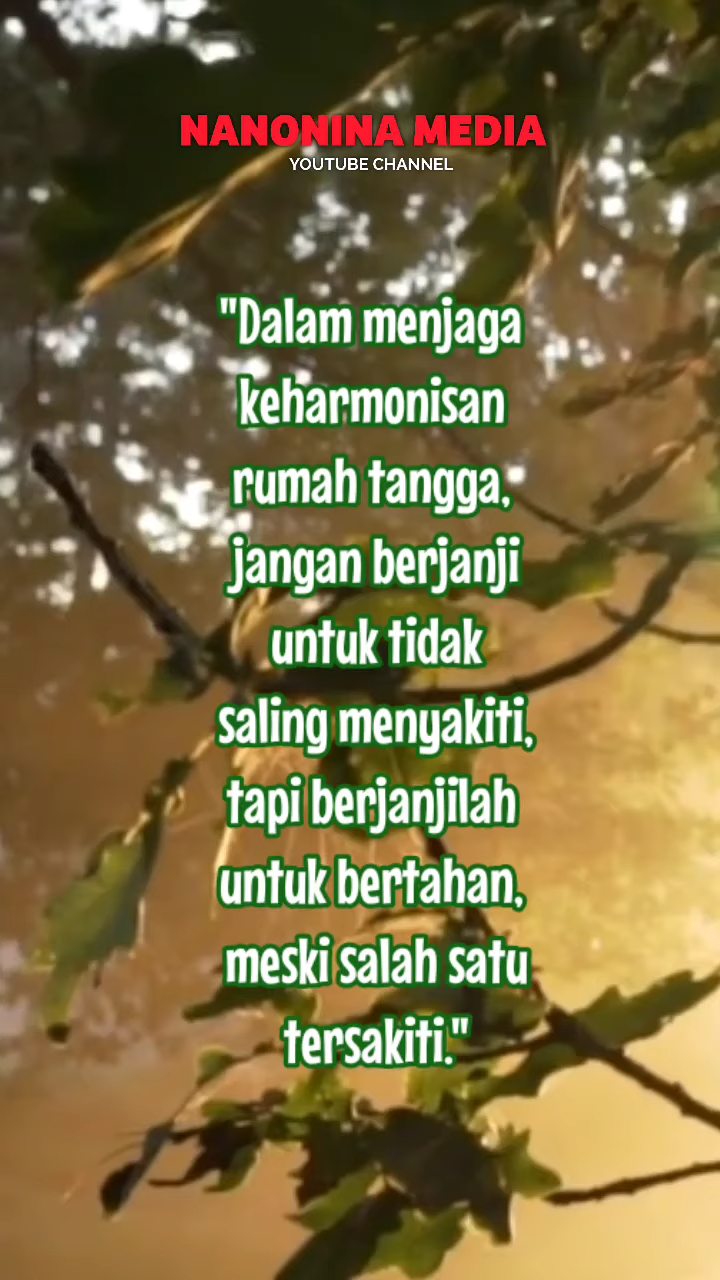 NANONINA MEDIA
YOUTUBE CHANNEL
"Dalam menjaga
keharmonisan
rumah tangga,
jangan berjanji
untuk tidak
saling menyakiti,
tapi berjanjilah
untuk bertahan,
meski salah satu
tersakiti."